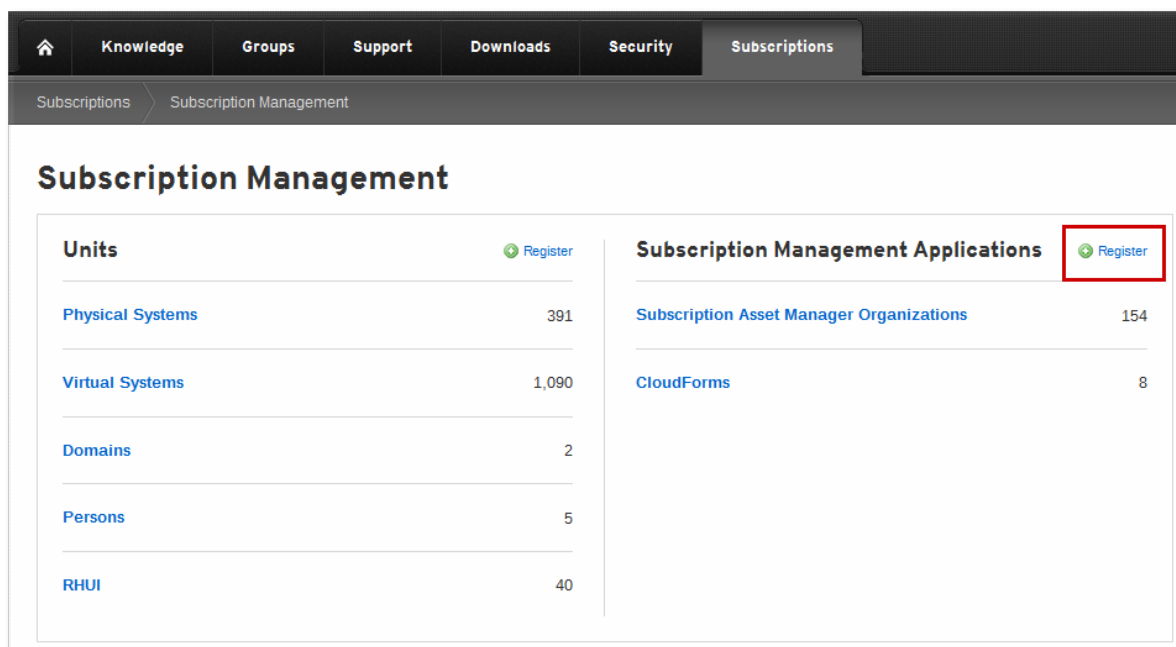 Knowledge Groups Support Downloads Security Subscriptions
Subscriptions Subscription Management
Subscription Management
Units Register
Physical Systems 391
Virtual Systems 1,090
Domains 2
Persons 5
RHUI 40
Subscription Management Applications Register
Subscription Asset Manager Organizations 154
CloudForms 8